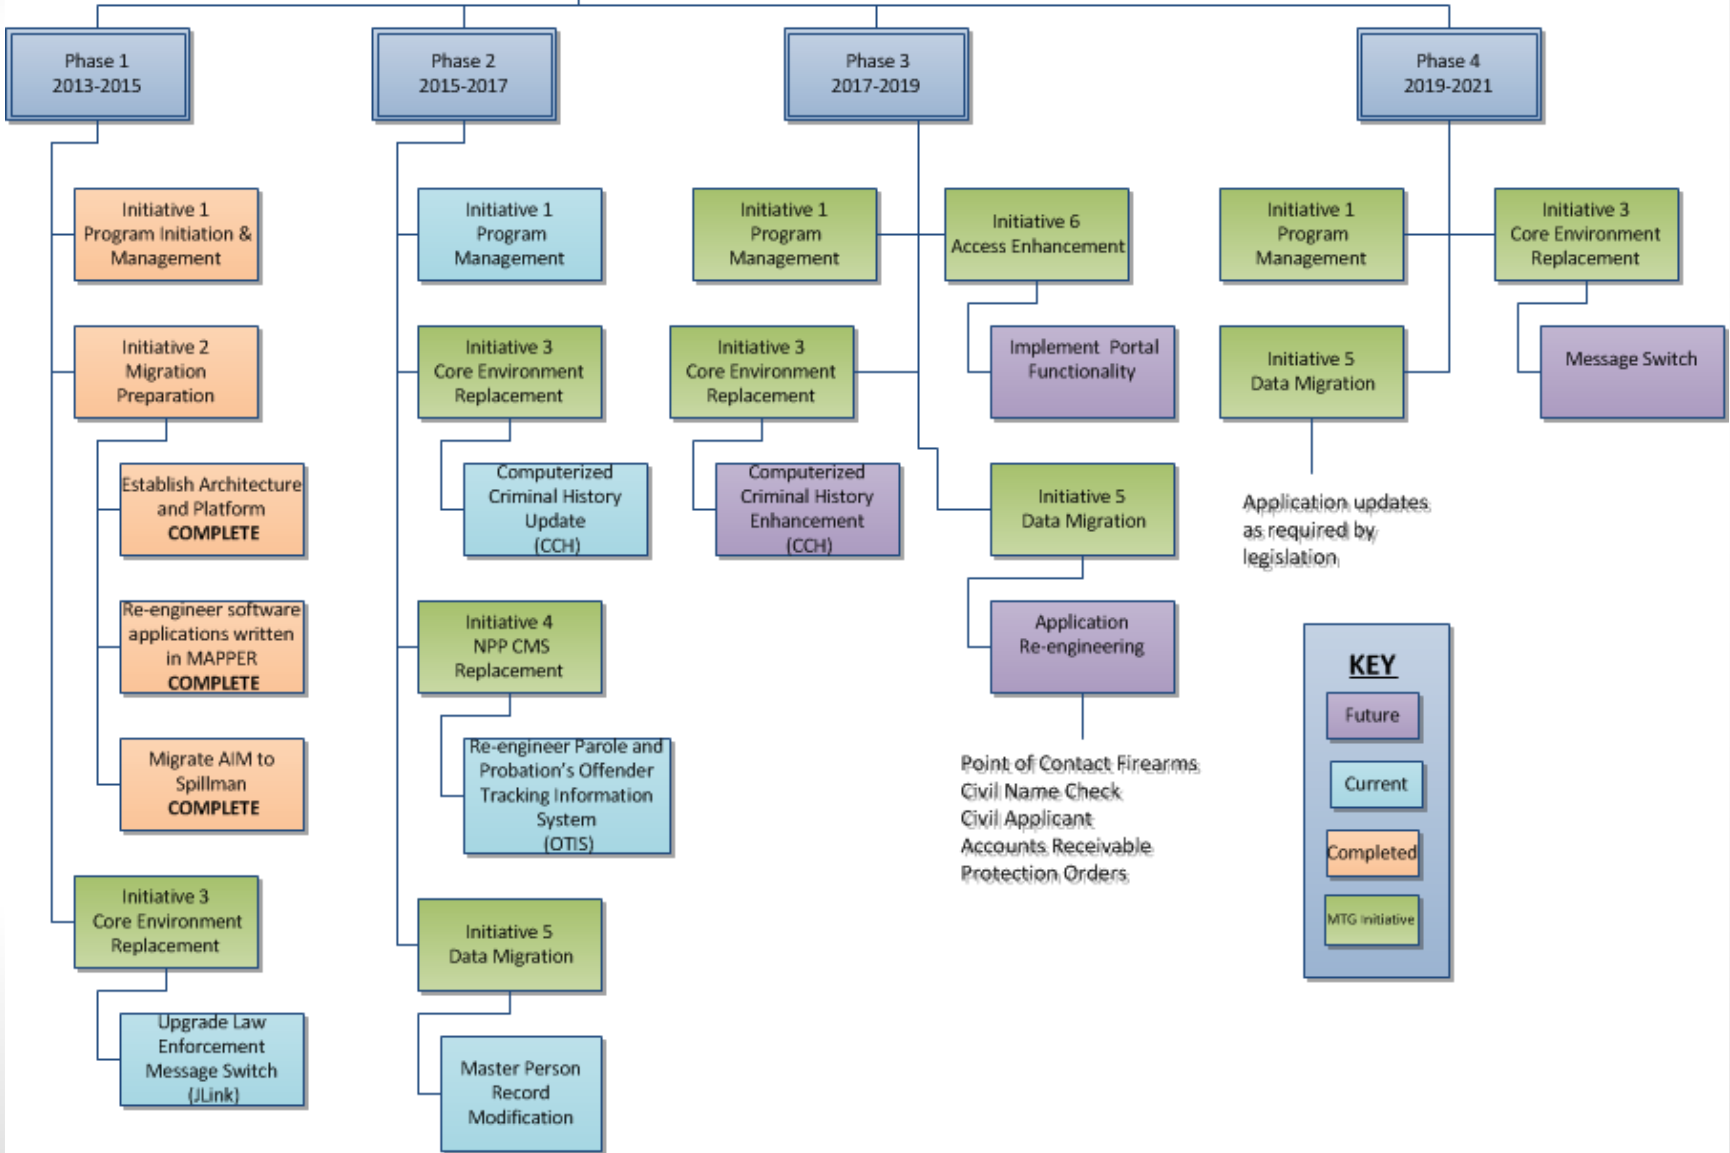 Phase 1
2013-2015
Phase 2
2015-2017
Phase 3
2017-2019
Phase 4
2019-2021
Initiative 1
Program Initiation &
Management
Initiative 2
Migration
Preparation
Establish Architecture
and Platform
COMPLETE
Re-engineer software
applications written
in MAPPER
COMPLETE
Migrate AIM to
Spillman
COMPLETE
Initiative 3
Core Environment
Replacement
Upgrade Law
Enforcement
Message Switch
(JLink)
Initiative 1
Program
Management
Initiative 3
Core Environment
Replacement
Computerized
Criminal History
Update
(CCH)
Initiative 4
NPP CMS
Replacement
Re-engineer Parole and
Probation's Offender
Tracking Information
System
(OTIS)
Initiative 5
Data Migration
Master Person
Record
Modification
Initiative 1
Program
Management
Initiative 3
Core Environment
Replacement
Computerized
Criminal History
Enhancement
(CCH)
Initiative 6
Access Enhancement
Implement Portal
Functionality
Initiative 5
Data Migration
Application
Re-engineering
Point of Contact Firearms
Civil Name Check
Civil Applicant
Accounts Receivable
Protection Orders
Initiative 1
Program
Management
Initiative 5
Data Migration
Application updates
as required by
legislation
Initiative 3
Core Environment
Replacement
Message Switch
KEY
Future
Current
Completed
MTG Initiative